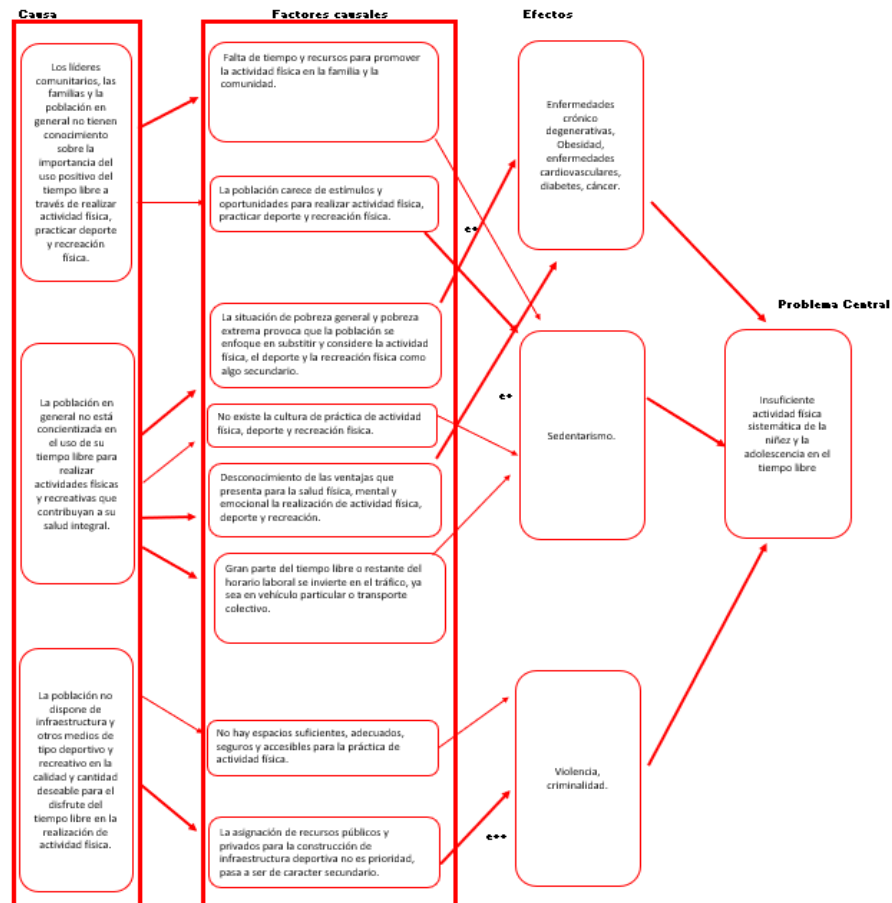 Causa
Factores causales
Efectos
Los líderes
comunitarios, las
familias y la
población en
general no tienen
conocimiento
sobre la
importancia del
uso positivo del
tiempo libre a
través de realizar
actividad física,
practicar deporte
y recreación
física.
Falta de tiempo y recursos para promover
la actividad física en la familia y la
comunidad.
La población carece de estímulos y
oportunidades para realizar actividad física,
practicar deporte y recreación física.
Enfermedades
crónico
degenerativas,
Obesidad,
enfermedades
cardiovasculares,
diabetes, cáncer.
e+
Problema Central
La población en
general no está
concientizada en
el uso de su
tiempo libre para
realizar
actividades físicas
y recreativas que
contribuyan a su
salud integral.
La situación de pobreza general y pobreza
extrema provoca que la población se
enfoque en substitir y considere la actividad
física, el deporte y la recreación física como
algo secundario.
No existe la cultura de práctica de actividad
física, deporte y recreación física.
Desconocimiento de las ventajas que
presenta para la salud física, mental y
emocional la realización de actividad física,
deporte y recreación.
Gran parte del tiempo libre o restante del
horario laboral se invierte en el tráfico, ya
sea en vehículo particular o transporte
colectivo.
e+
Sedentarismo.
Insuficiente
actividad física
sistemática de la
niñez y la
adolescencia en el
tiempo libre
La población no
dispone de
infraestructura y
otros medios de
tipo deportivo y
recreativo en la
calidad y cantidad
deseable para el
disfrute del
tiempo libre en la
realización de
actividad física.
No hay espacios suficientes, adecuados,
seguros y accesibles para la práctica de
actividad física.
La asignación de recursos públicos y
privados para la construcción de
infraestructura deportiva no es prioridad,
pasa a ser de caracter secundario.
e++
Violencia,
criminalidad.